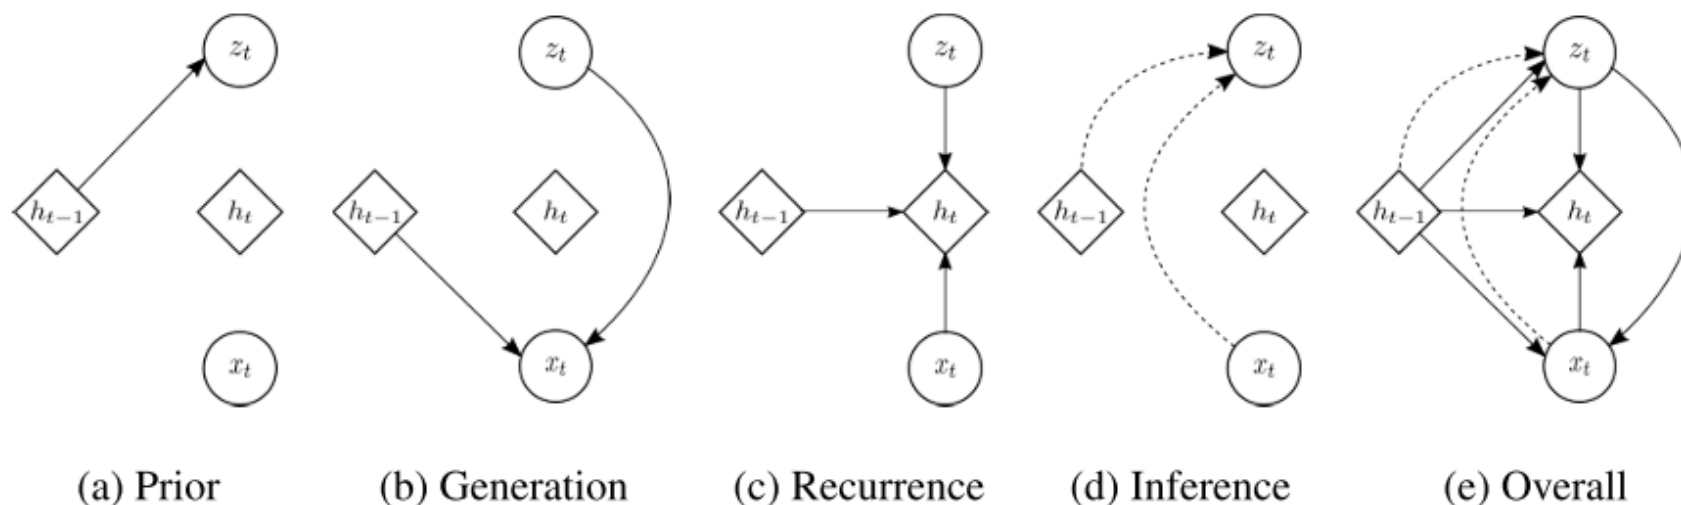 z_t z_t z_t z_t z_t
h_{t-1} h_t h_{t-1} h_t h_{t-1} h_t h_{t-1} h_t h_{t-1} h_t
x_t x_t x_t x_t x_t
(a) Prior (b) Generation (c) Recurrence (d) Inference (e) Overall